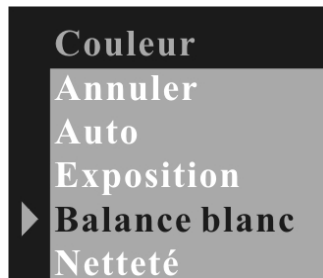 Couleur
Annuler
Auto
Exposition
Balance blanc
Netteté